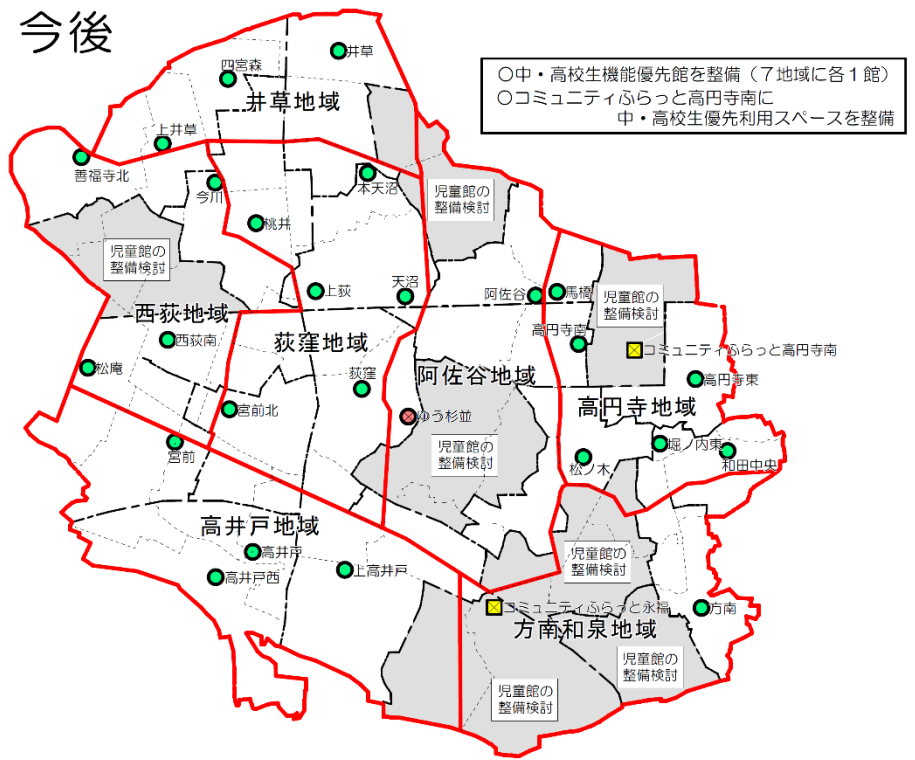 今後
○中・高校生機能優先館を整備（７地域に各１館）
○コミュニティふらっと高円寺南に
中・高校生優先利用スペースを整備
井草
四宮森
井草地域
上井草
善福寺北
今川
本天沼
桃井
児童館の
整備検討
児童館の
整備検討
上荻
天沼
阿佐谷
馬橋
児童館の
整備検討
西荻地域
西荻南
荻窪地域
高円寺南
コミュニティふらっと高円寺南
松庵
荻窪
阿佐谷地域
高円寺東
宮前北
ゆう杉並
高円寺地域
宮前
児童館の
整備検討
松ノ木
堀ノ内東
和田中央
高井戸地域
高井戸
高井戸西
上高井戸
児童館の
整備検討
コミュニティふらっと永福
方南
方南和泉地域
児童館の
整備検討
児童館の
整備検討